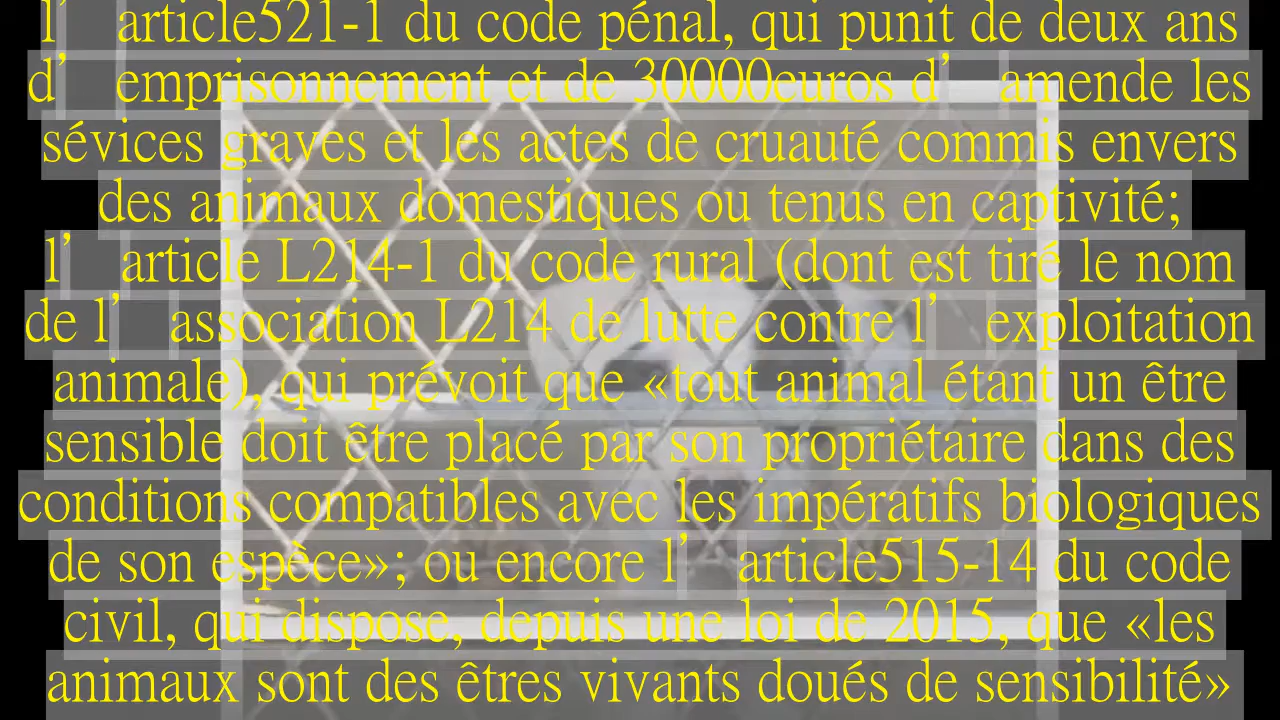 l’ article521-1 du code pénal, qui punit de deux ans
d’ emprisonnement et de 30000euros d’ amende les
sévices graves et les actes de cruauté commis envers
des animaux domestiques ou tenus en captivité;
l’ article L214-1 du code rural (dont est tiré le nom
de l’ association L214 de lutte contre l’ exploitation
animale), qui prévoit que «tout animal étant un être
sensible doit être placé par son propriétaire dans des
conditions compatibles avec les impératifs biologiques
de son espèce»; ou encore l’ article515-14 du code
civil, qui dispose, depuis une loi de 2015, que «les
animaux sont des êtres vivants doués de sensibilité»